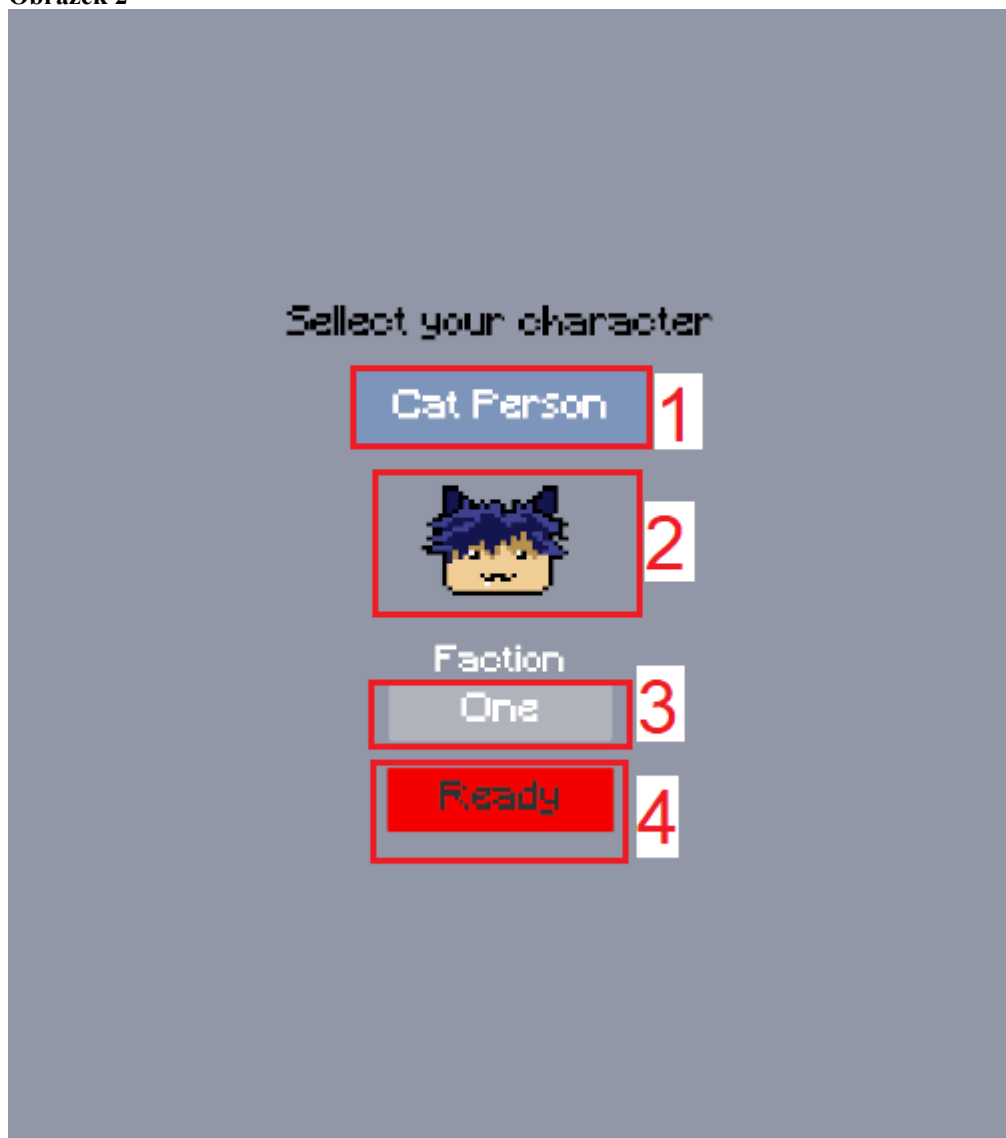 Obrázek 2
Sellect your character
Cat Person
1
2
Faction
One
3
Ready
4